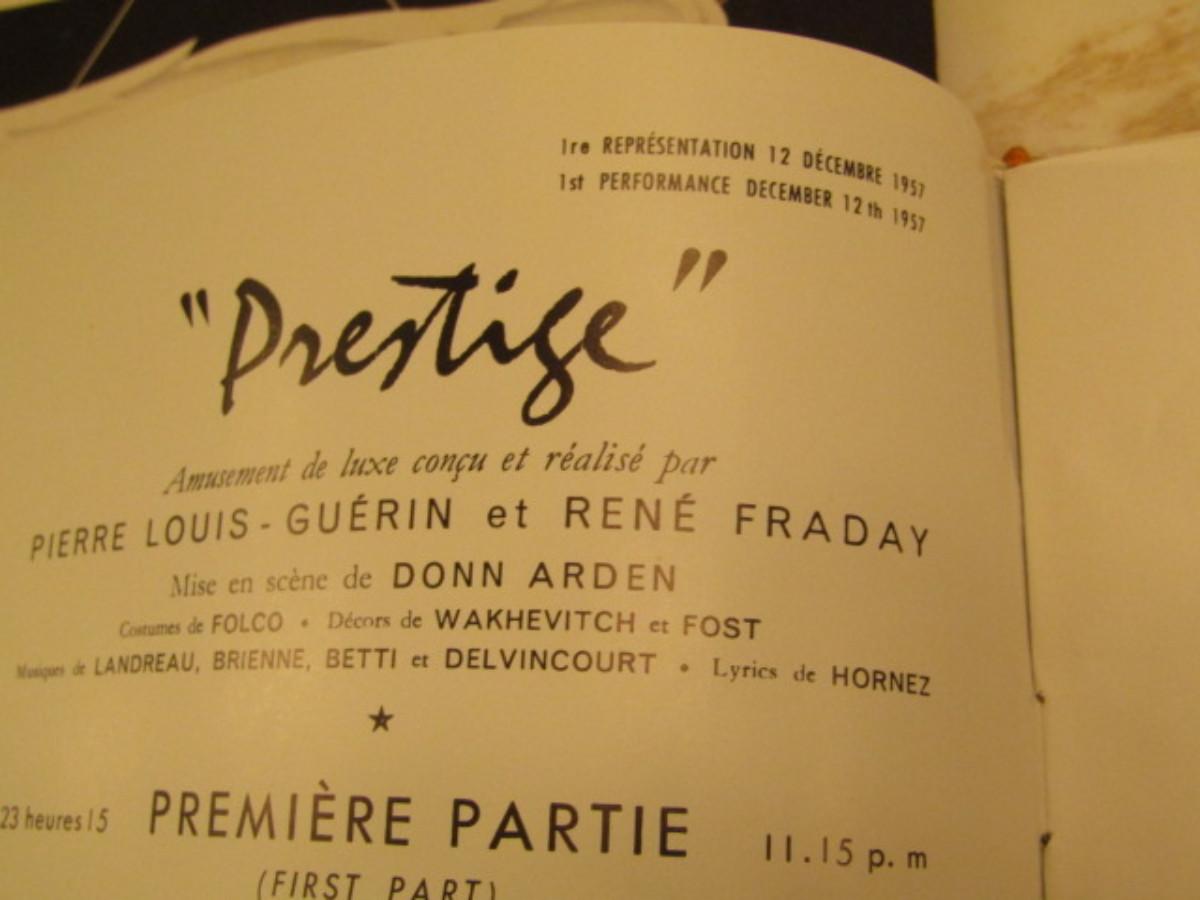 1re REPRÉSENTATION 12 DÉCEMBRE 1957
1st PERFORMANCE DECEMBER 12th 1957
"Prestige"
Amusement de luxe conçu et réalisé par
PIERRE LOUIS-GUÉRIN et RENÉ FRADAY
Mise en scène de DONN ARDEN
Costumes de FOLCO • Décors de WAKHEVITCH et FOST
Musiques de LANDREAU, BRIENNE, BETTI et DELVINCOURT • Lyrics de HORNEZ
23 heures 15 PREMIÈRE PARTIE 11.15 p. m
(FIRST PART)